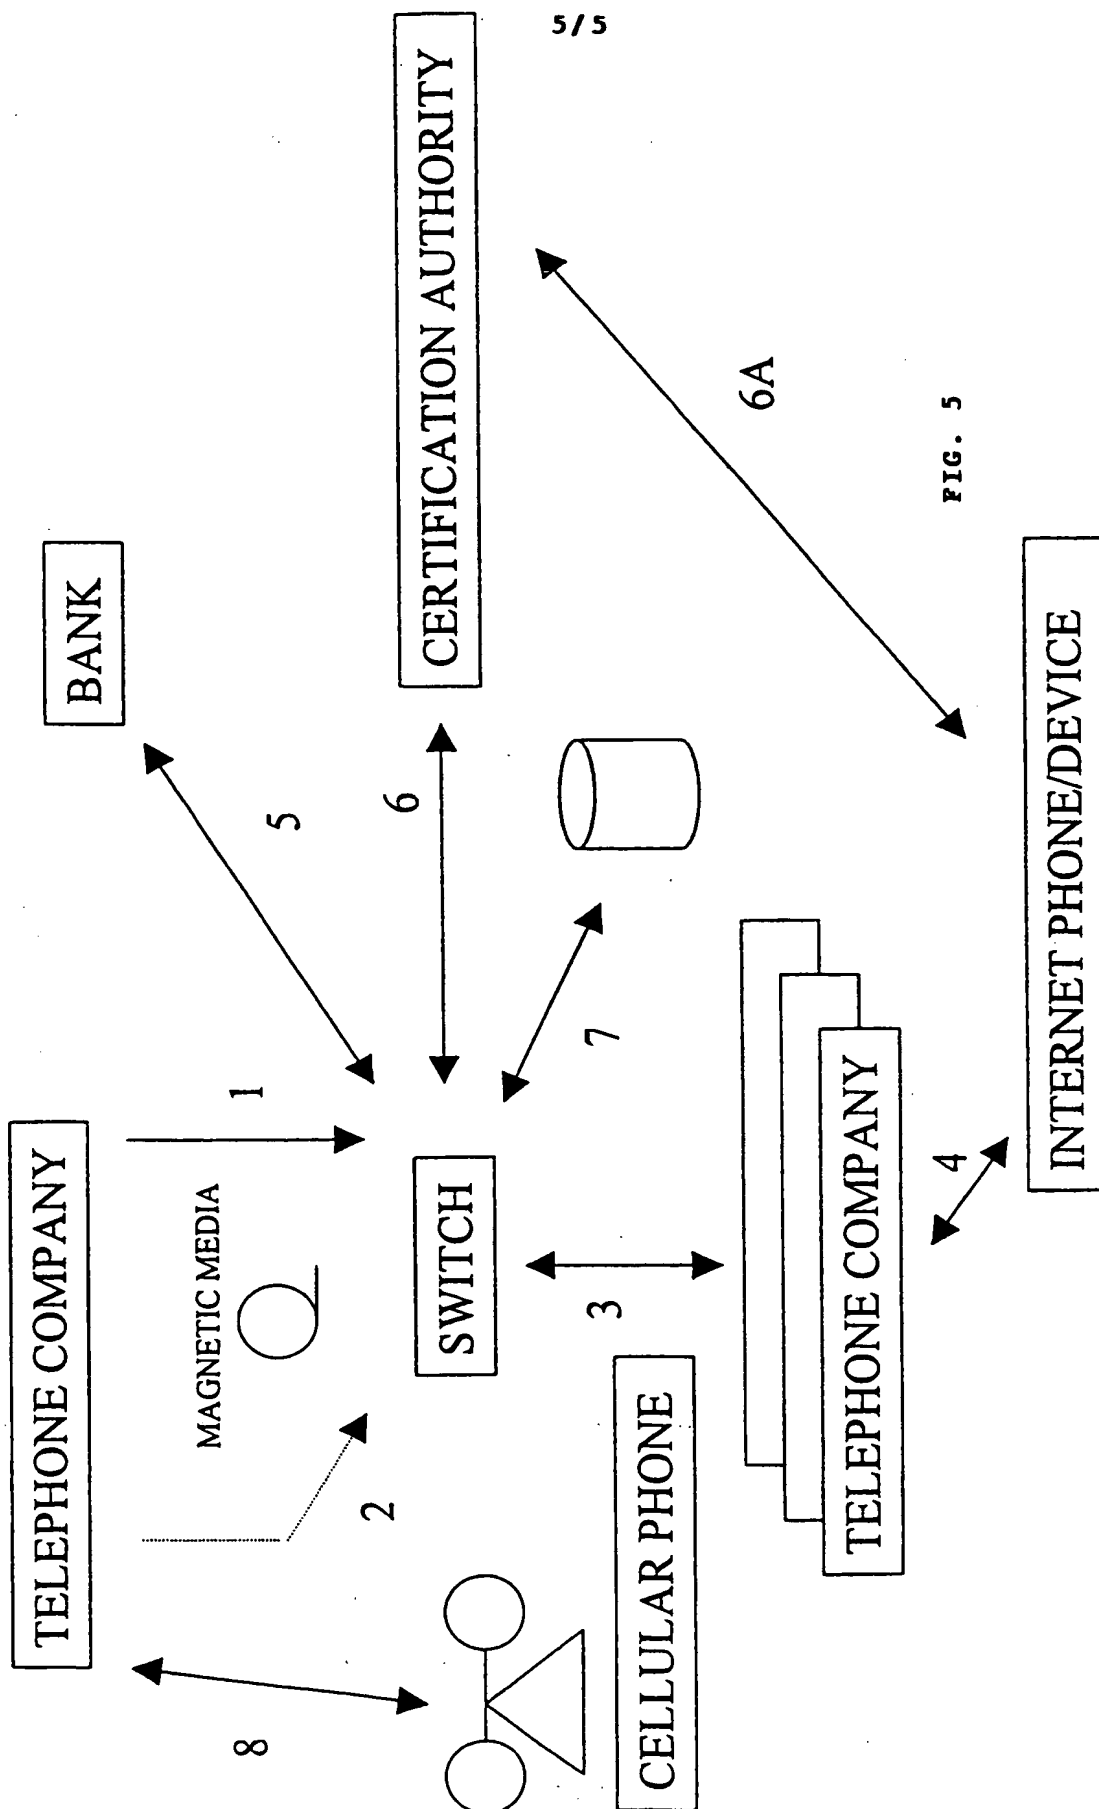 5/5
TELEPHONE COMPANY
BANK
1
MAGNETIC MEDIA
5
8
2
SWITCH
6
CERTIFICATION AUTHORITY
3
7
CELLULAR PHONE
6A
TELEPHONE COMPANY
4
FIG. 5
INTERNET PHONE/DEVICE